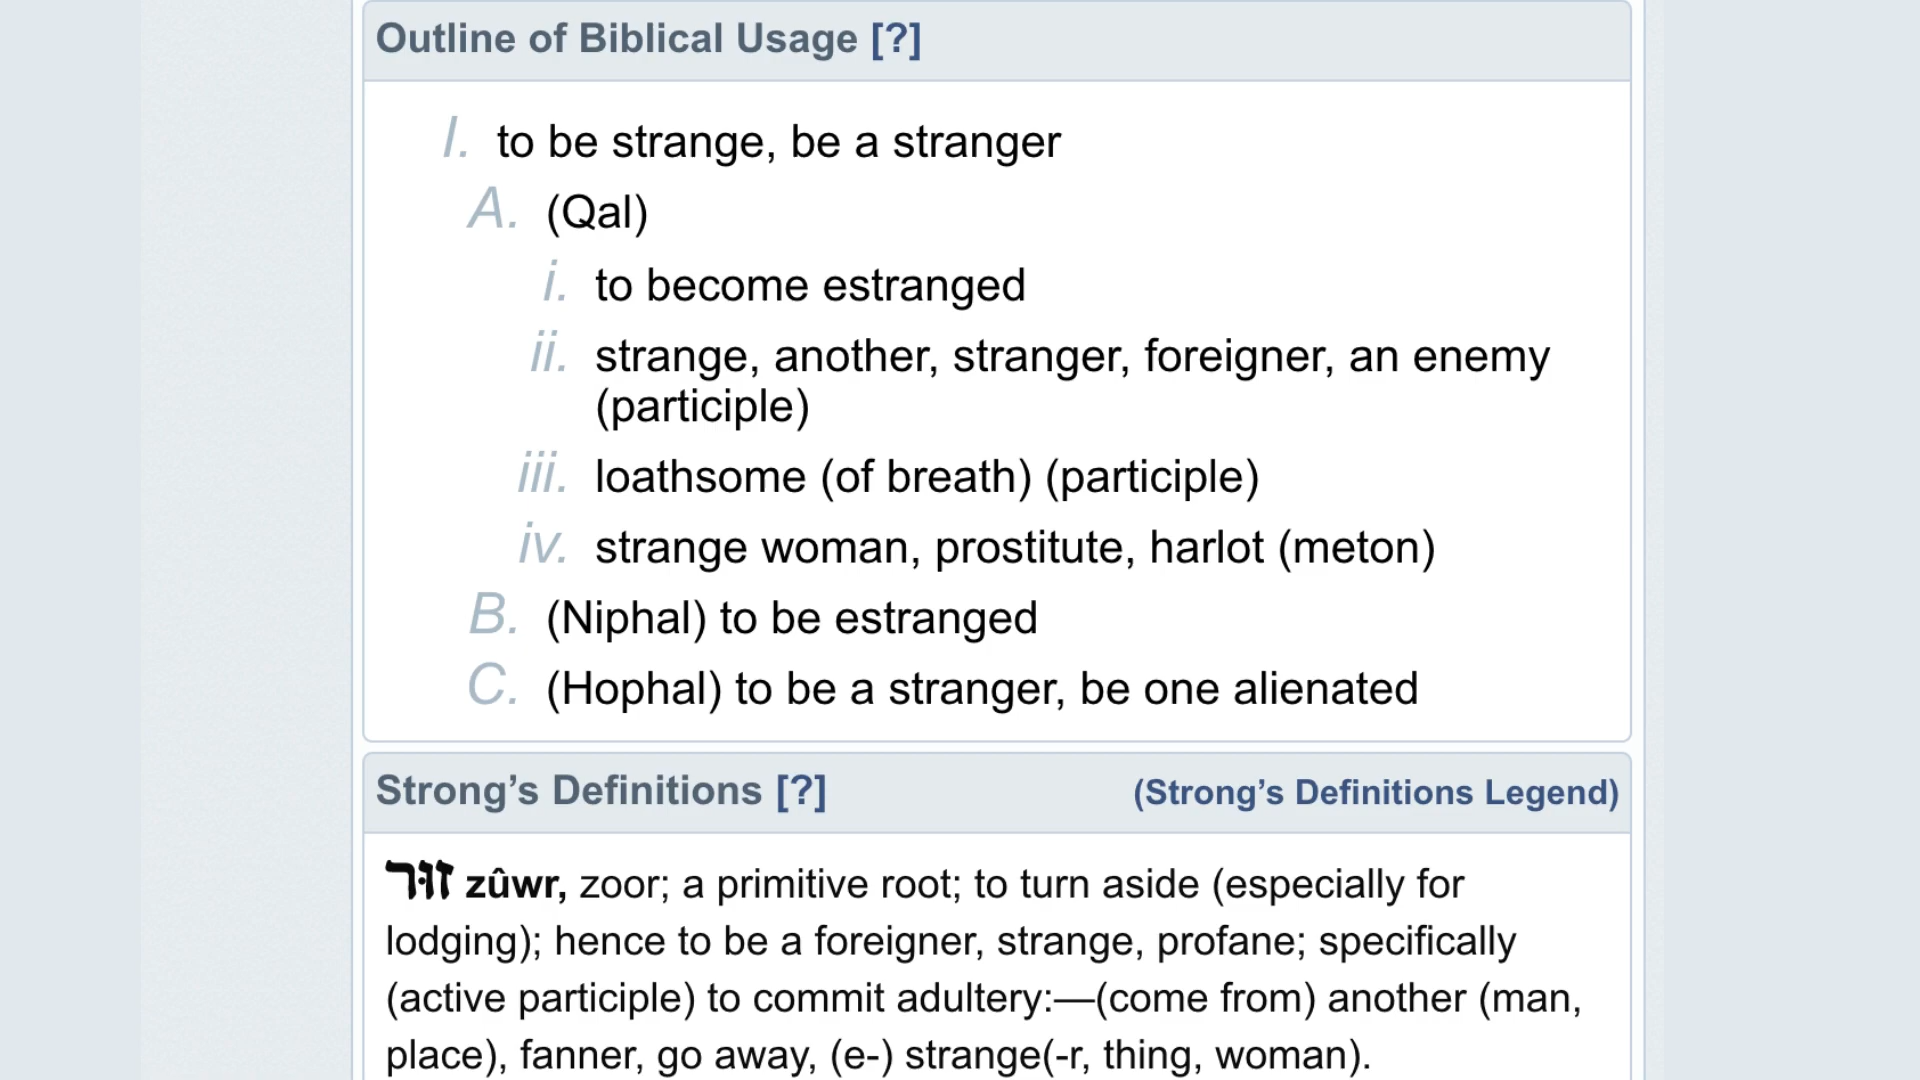 Outline of Biblical Usage [?]
I. to be strange, be a stranger
A. (Qal)
i. to become estranged
ii. strange, another, stranger, foreigner, an enemy
(participle)
iii. loathsome (of breath) (participle)
iv. strange woman, prostitute, harlot (meton)
B. (Niphal) to be estranged
C. (Hophal) to be a stranger, be one alienated
Strong’s Definitions [?] (Strong’s Definitions Legend)
זוּר zûwr, zoor; a primitive root; to turn aside (especially for
lodging); hence to be a foreigner, strange, profane; specifically
(active participle) to commit adultery:—(come from) another (man,
place), fanner, go away, (e-) strange(-r, thing, woman).